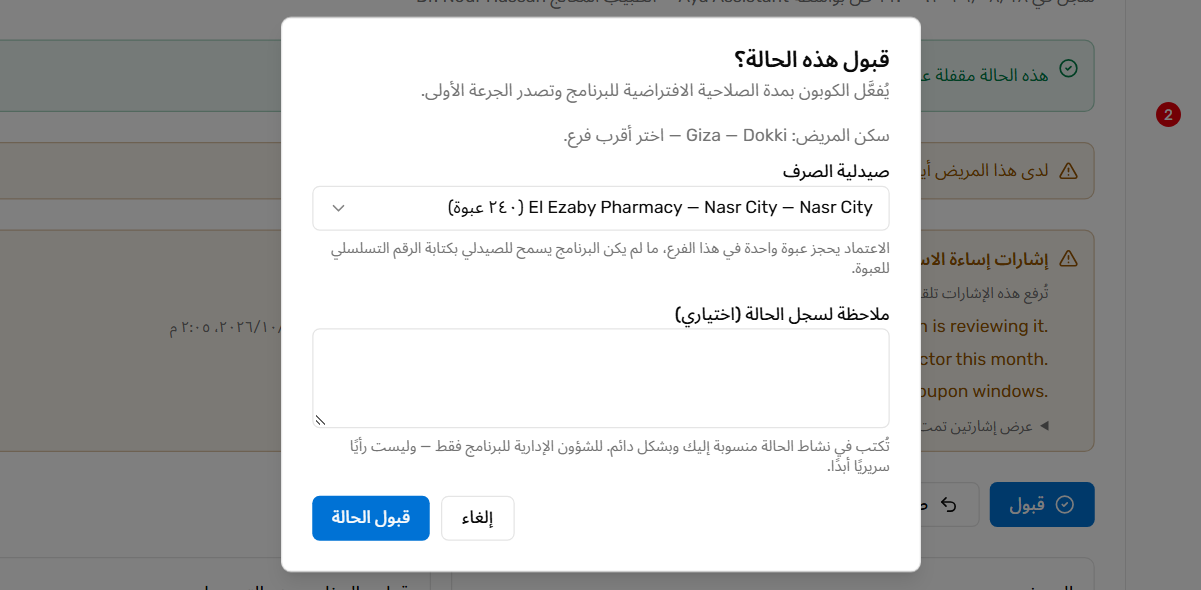 قبول هذه الحالة؟
يُفعَّل الكوبون بمدة الصلاحية الافتراضية للبرنامج وتصدر الجرعة الأولى.
سكن المريض: Giza — Dokki — اختر أقرب فرع.
صيدلية الصرف
El Ezaby Pharmacy — Nasr City — Nasr City (٢٤٠ عبوة)
الاعتماد يحجز عبوة واحدة في هذا الفرع، ما لم يكن البرنامج يسمح للصيدلي بكتابة الرقم التسلسلي
للعبوة.
ملاحظة لسجل الحالة (اختياري)
تُكتب في نشاط الحالة منسوبة إليك وبشكل دائم. للشؤون الإدارية للبرنامج فقط — وليست رأيًا
سريريًا أبدًا.
قبول الحالة
إلغاء
هذه الحالة مقفلة
2
لدى هذا المريض
إشارات إساءة
تُرفع هذه الإشارات
is reviewing it.
٢٠٢٦/١٠/، ٢:٠٥ م
this month.
windows.
عرض إشارتين
قبول